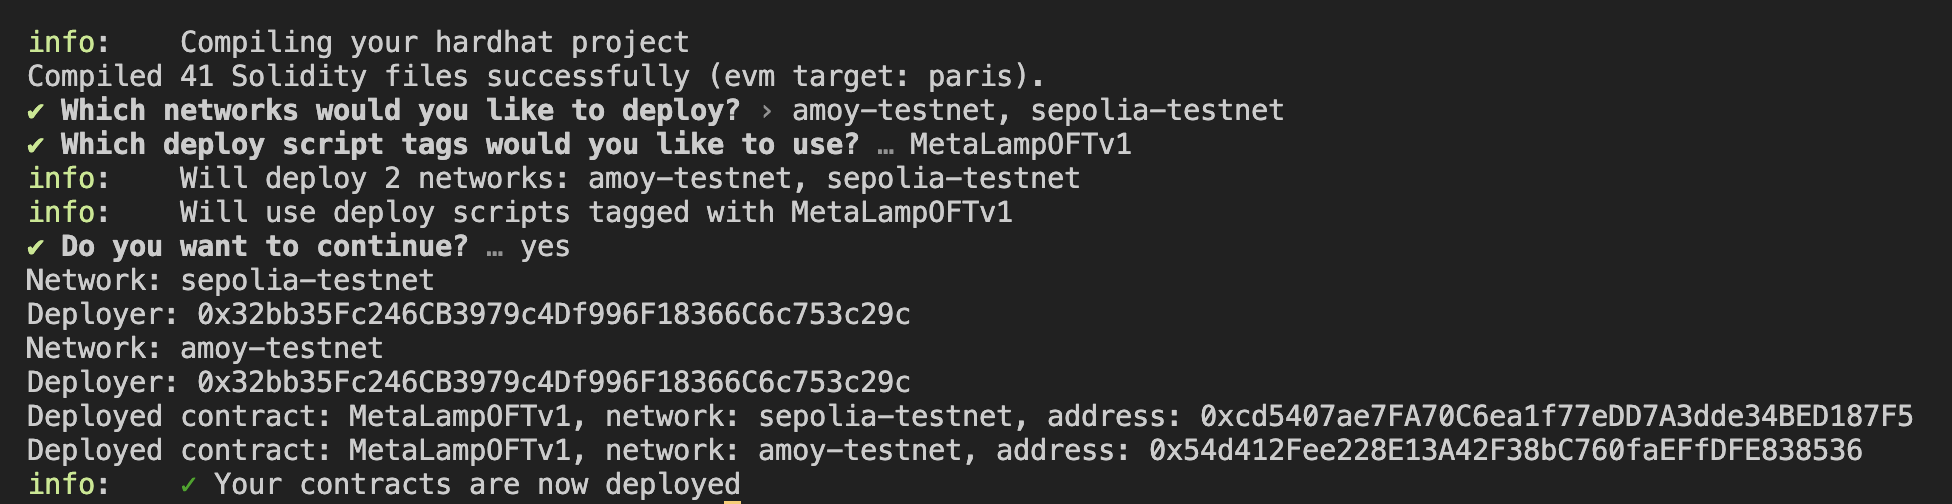 info:    Compiling your hardhat project
Compiled 41 Solidity files successfully (evm target: paris).
✔ Which networks would you like to deploy? › amoy-testnet, sepolia-testnet
✔ Which deploy script tags would you like to use? … MetaLampOFTv1
info:    Will deploy 2 networks: amoy-testnet, sepolia-testnet
info:    Will use deploy scripts tagged with MetaLampOFTv1
✔ Do you want to continue? … yes
Network: sepolia-testnet
Deployer: 0x32bb35Fc246CB3979c4Df996F18366C6c753c29c
Network: amoy-testnet
Deployer: 0x32bb35Fc246CB3979c4Df996F18366C6c753c29c
Deployed contract: MetaLampOFTv1, network: sepolia-testnet, address: 0xcd5407ae7FA70C6ea1f77eDD7A3dde34BED187F5
Deployed contract: MetaLampOFTv1, network: amoy-testnet, address: 0x54d412Fee228E13A42F38bC760faEFfDFE838536
info:    ✓ Your contracts are now deployed